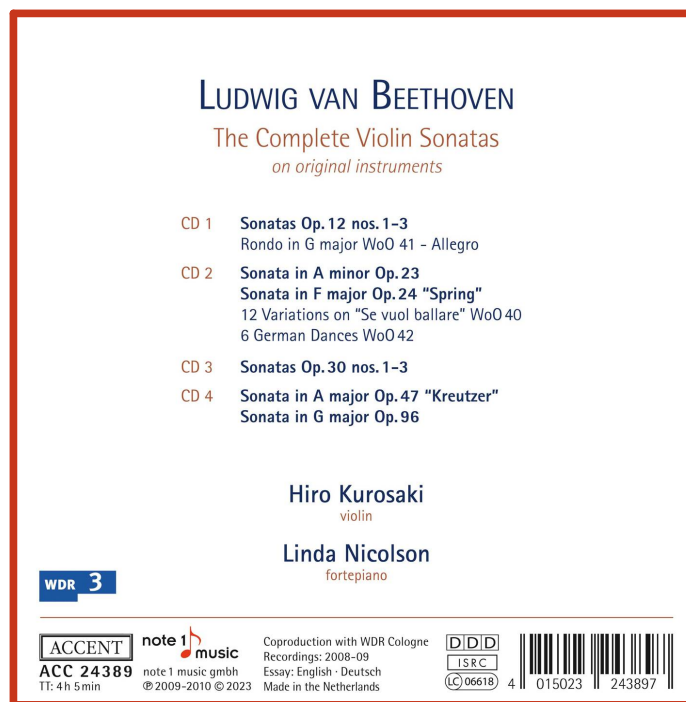 LUDWIG VAN BEETHOVEN
The Complete Violin Sonatas
on original instruments
CD 1 Sonatas Op. 12 nos. 1–3
Rondo in G major WoO 41 - Allegro
CD 2 Sonata in A minor Op. 23
Sonata in F major Op. 24 “Spring”
12 Variations on “Se vuol ballare” WoO 40
6 German Dances WoO 42
CD 3 Sonatas Op. 30 nos. 1–3
CD 4 Sonata in A major Op. 47 “Kreutzer”
Sonata in G major Op. 96
Hiro Kurosaki
violin
Linda Nicolson
fortepiano
WDR 3
ACCENT
ACC 24389
TT: 4 h 5 min
note 1 music
note 1 music gmbh
℗ 2009-2010 © 2023
Coproduction with WDR Cologne
Recordings: 2008-09
Essay: English · Deutsch
Made in the Netherlands
DDD
ISRC
LC 06618
4 015023 243897